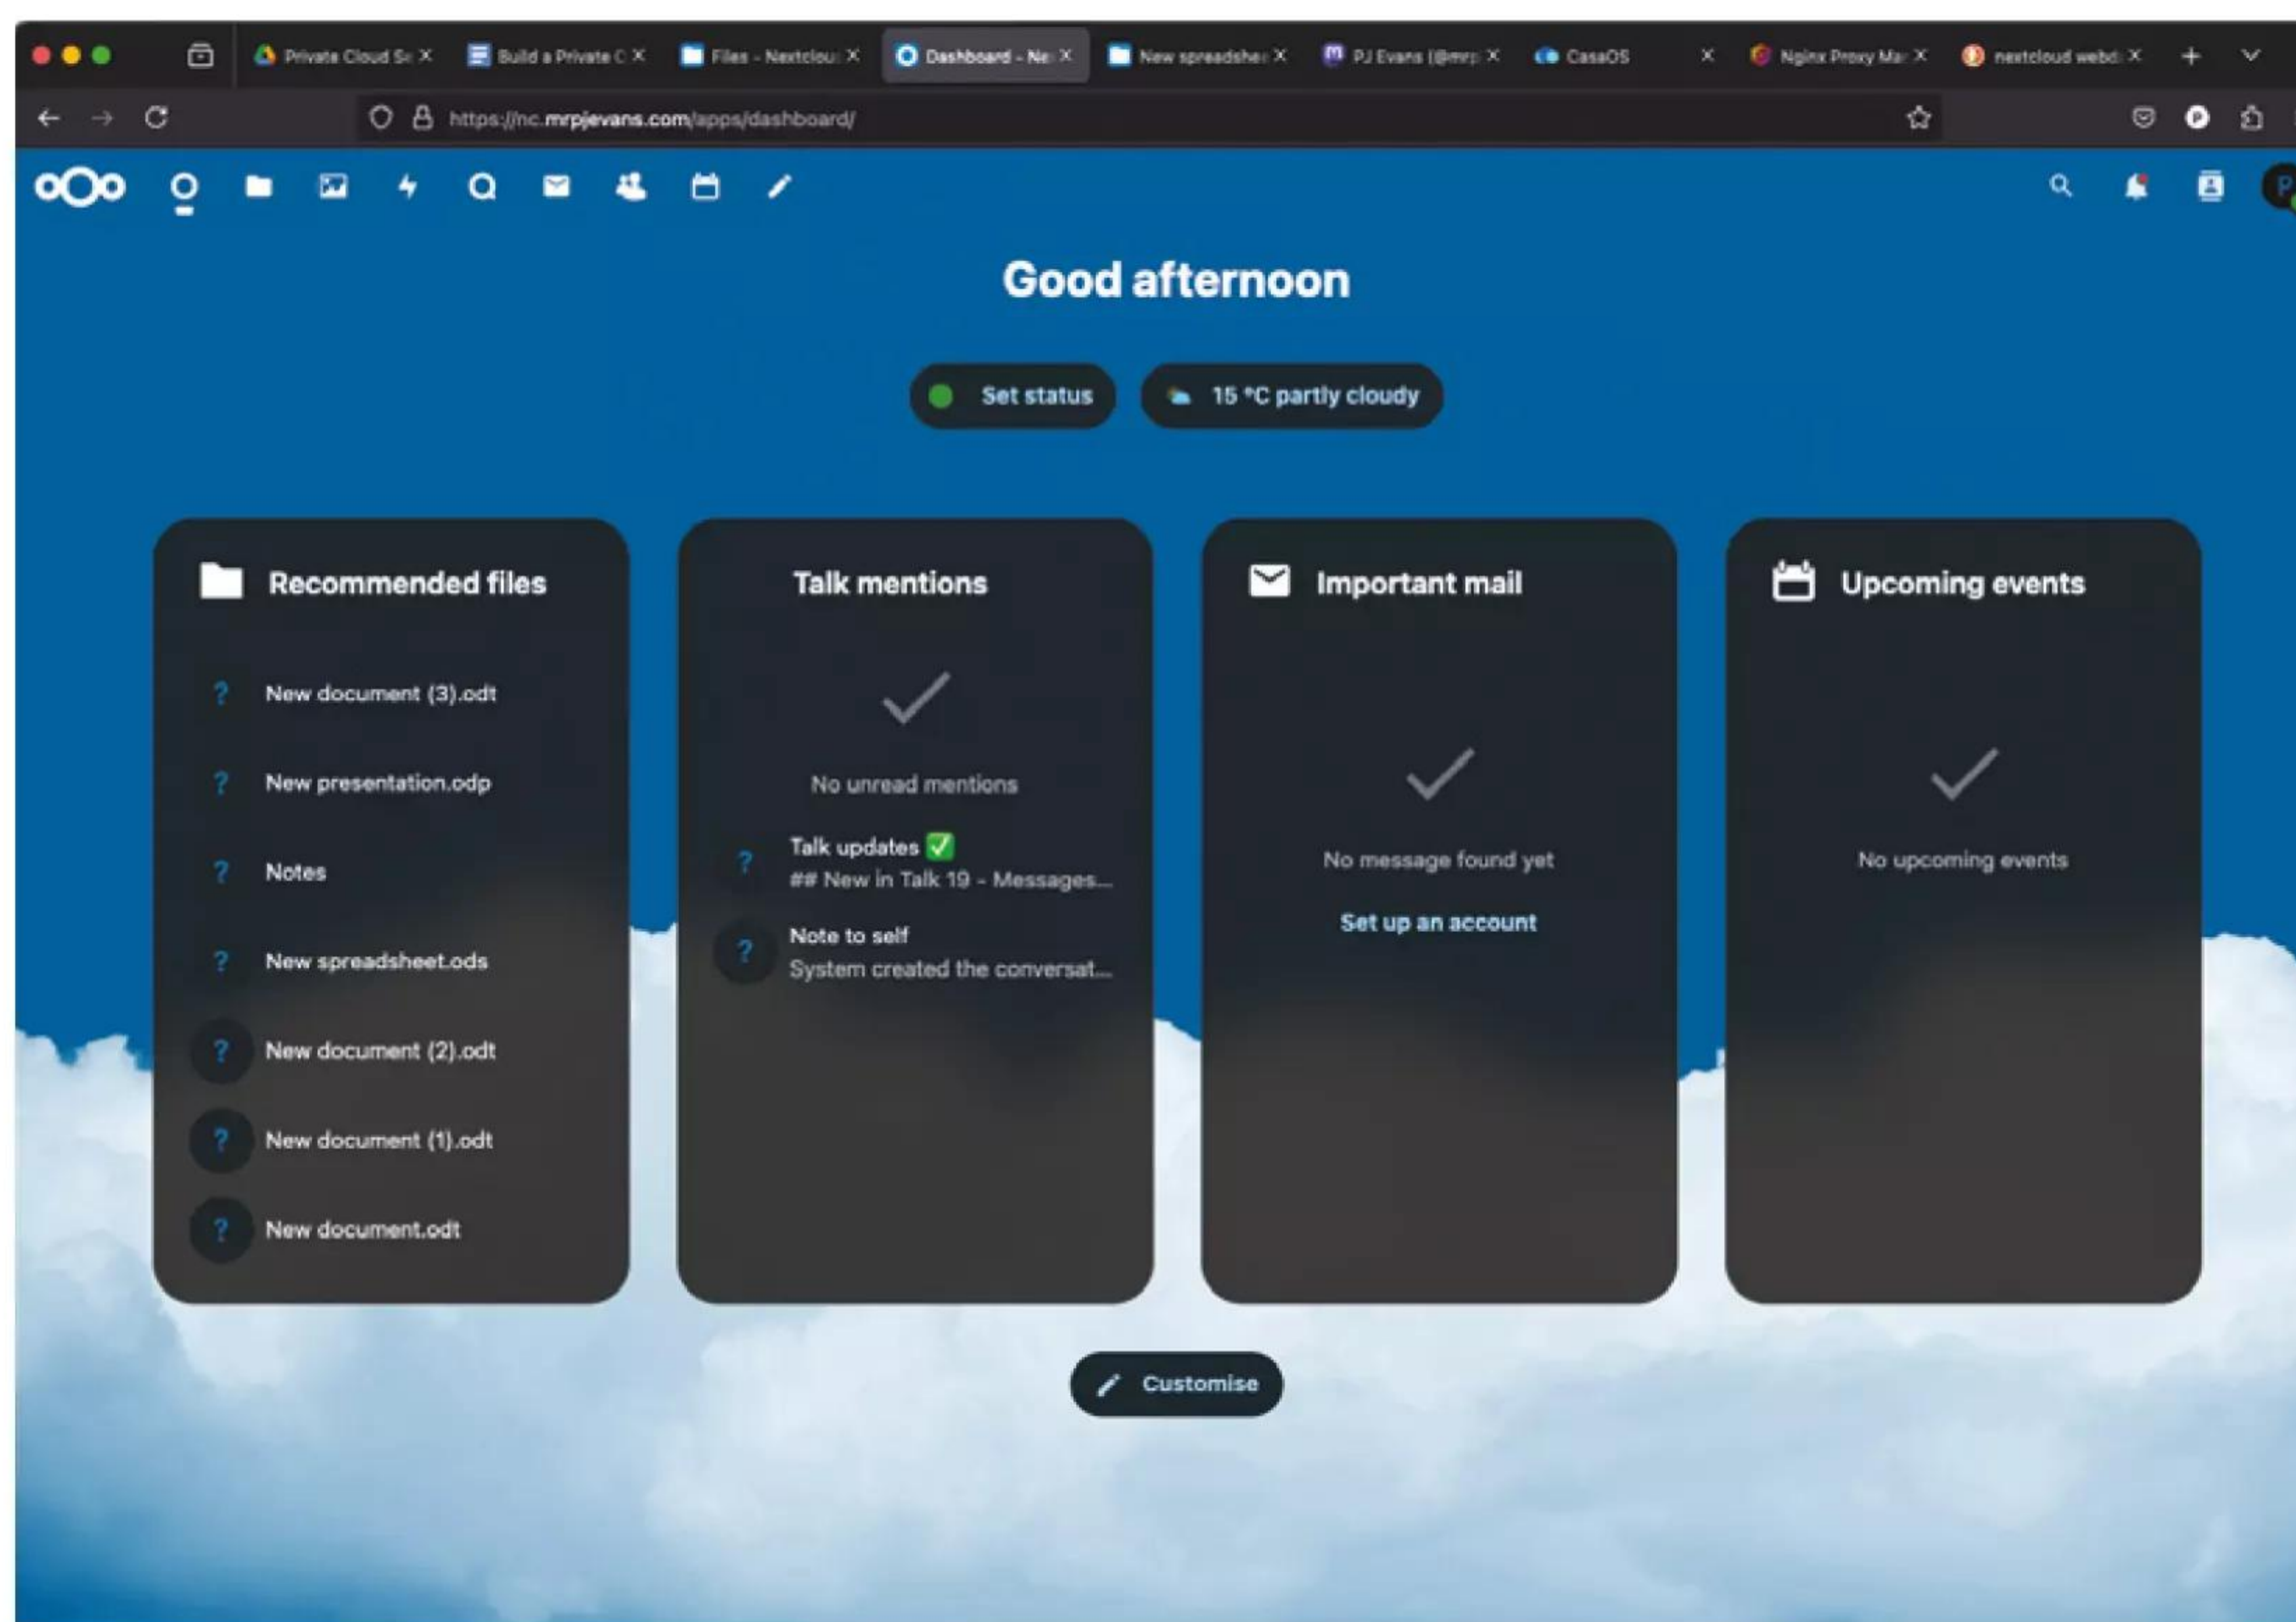 Private Cloud Se
Build a Private C
Files - Nextclou
Dashboard - Ne
New spreadshe
PJ Evans (@mrp
CasaOS
Nginx Proxy Ma
nextcloud webd
https://nc.mrpjevans.com/apps/dashboard/
P
Good afternoon
Set status
15 °C partly cloudy
Recommended files
? New document (3).odt
? New presentation.odp
? Notes
? New spreadsheet.ods
? New document (2).odt
? New document (1).odt
? New document.odt
Talk mentions
No unread mentions
? Talk updates ✅
## New in Talk 19 - Messages...
? Note to self
System created the conversat...
Important mail
No message found yet
Set up an account
Upcoming events
No upcoming events
Customise